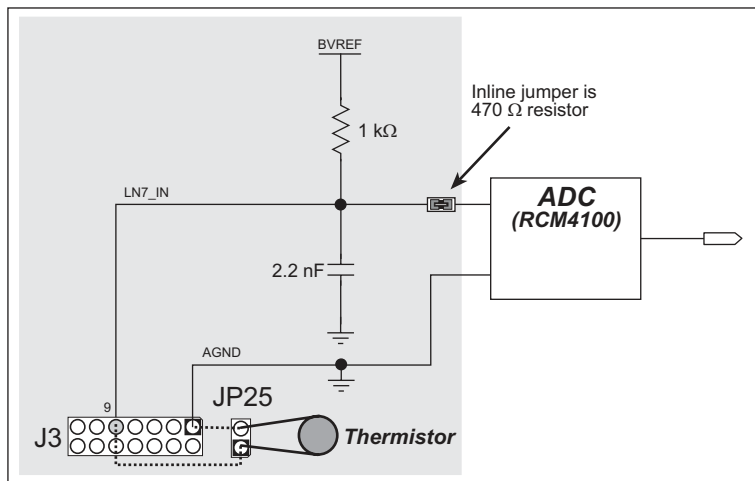 BVREF
Inline jumper is
470 Ω resistor
1 kΩ
LN7_IN
ADC
(RCM4100)
2.2 nF
AGND
JP25
9
J3
Thermistor